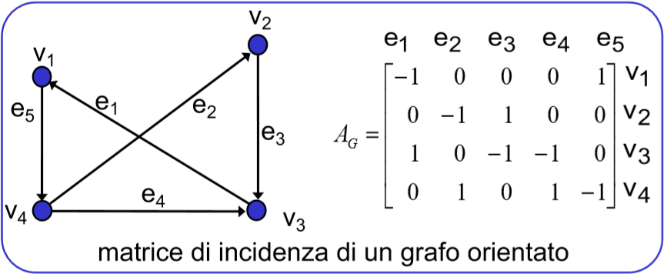 v1
v2
e5
e1
e2
e3
e4
v4
v3
e1 e2 e3 e4 e5
AG =
−1 0 0 0 1 v1
0 −1 1 0 0 v2
1 0 −1 −1 0 v3
0 1 0 1 −1 v4
matrice di incidenza di un grafo orientato